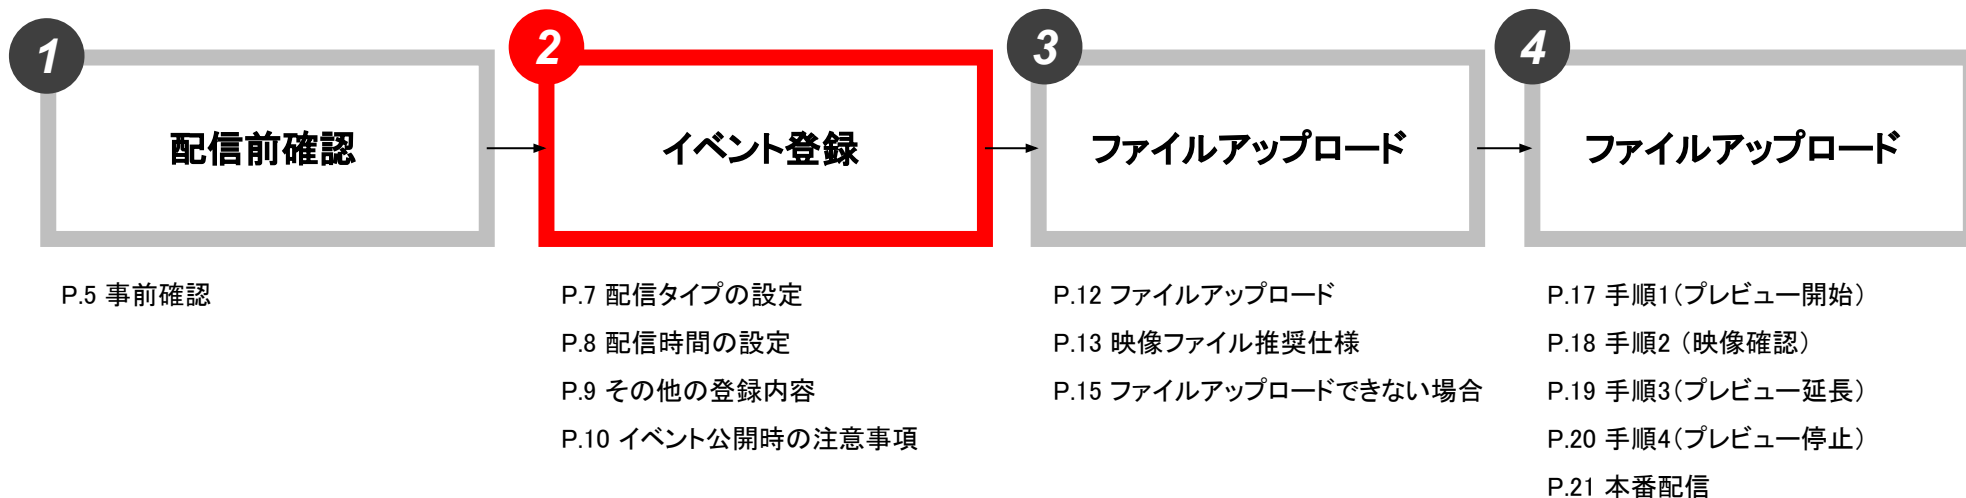 1
配信前確認
P.5 事前確認
2
イベント登録
P.7 配信タイプの設定
P.8 配信時間の設定
P.9 その他の登録内容
P.10 イベント公開時の注意事項
3
ファイルアップロード
P.12 ファイルアップロード
P.13 映像ファイル推奨仕様
P.15 ファイルアップロードできない場合
4
ファイルアップロード
P.17 手順1（プレビュー開始）
P.18 手順2 （映像確認）
P.19 手順3（プレビュー延長）
P.20 手順4（プレビュー停止）
P.21 本番配信